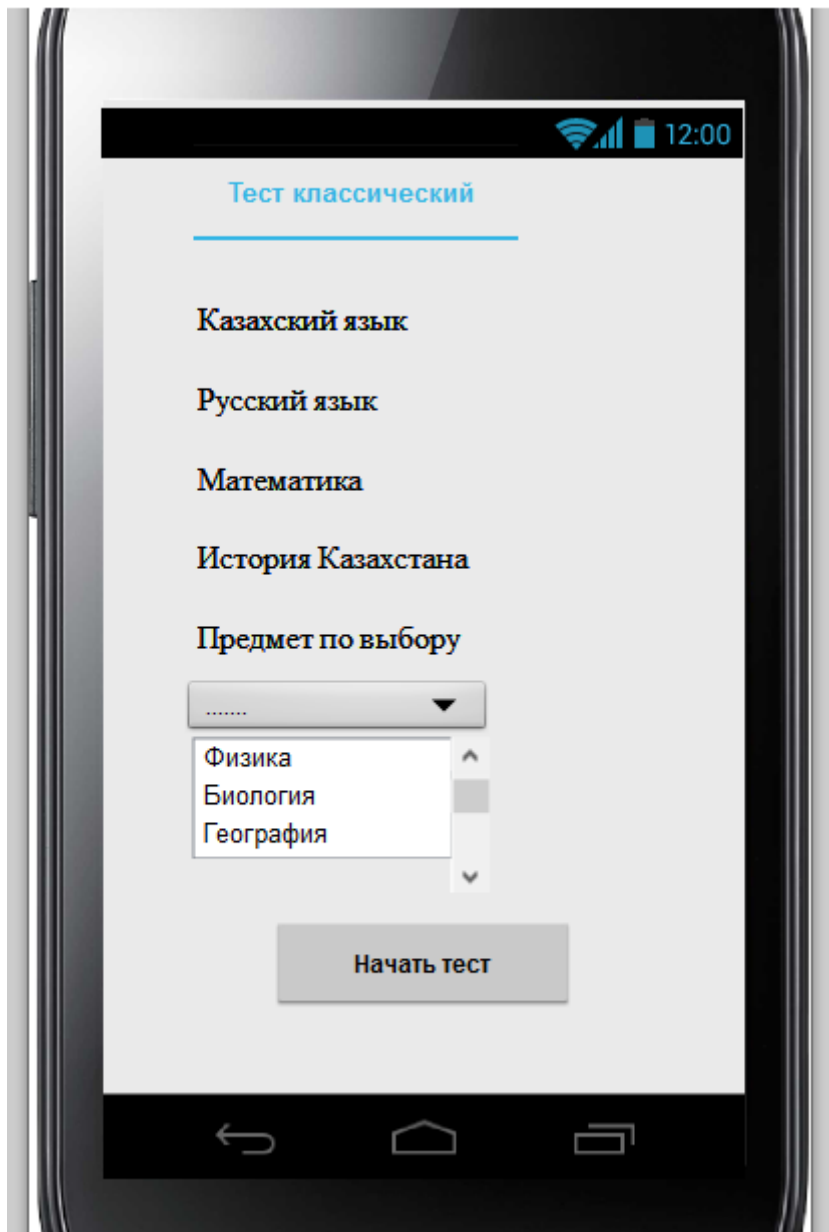 12:00
Тест классический
Казахский язык
Русский язык
Математика
История Казахстана
Предмет по выбору
.......
Физика
Биология
География
Начать тест